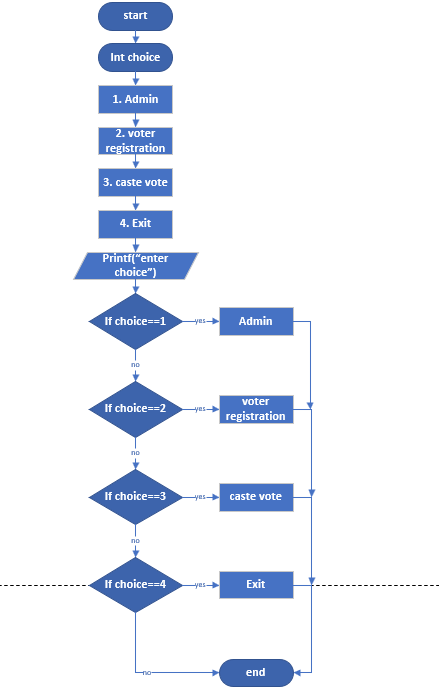 start
Int choice
1. Admin
2. voter
registration
3. caste vote
4. Exit
Printf("enter
choice")
If choice==1
yes
Admin
no
If choice==2
yes
voter
registration
no
If choice==3
yes
caste vote
no
If choice==4
yes
Exit
no
end